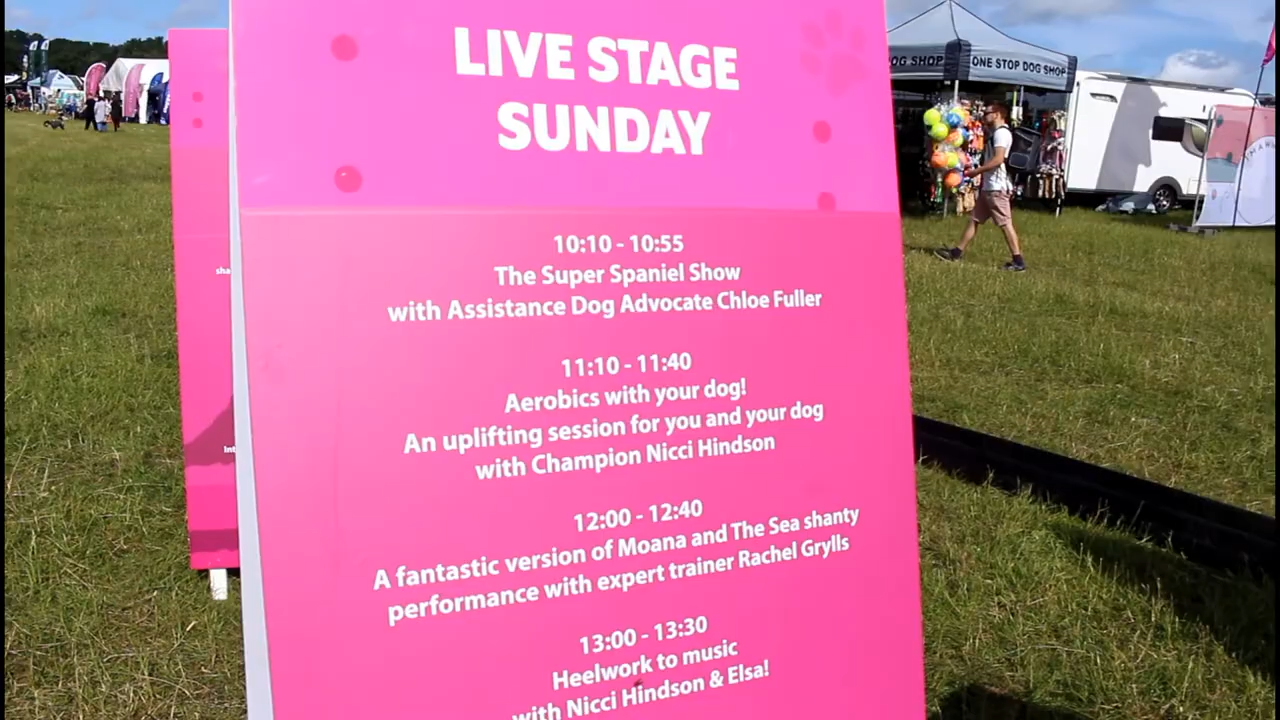 LIVE STAGE
SUNDAY
10:10 - 10:55
The Super Spaniel Show
with Assistance Dog Advocate Chloe Fuller
11:10 - 11:40
Aerobics with your dog!
An uplifting session for you and your dog
with Champion Nicci Hindson
12:00 - 12:40
A fantastic version of Moana and The Sea shanty
performance with expert trainer Rachel Grylls
13:00 - 13:30
Heelwork to music
with Nicci Hindson & Elsa!
OG SHOP
ONE STOP DOG SHOP
sha
Int